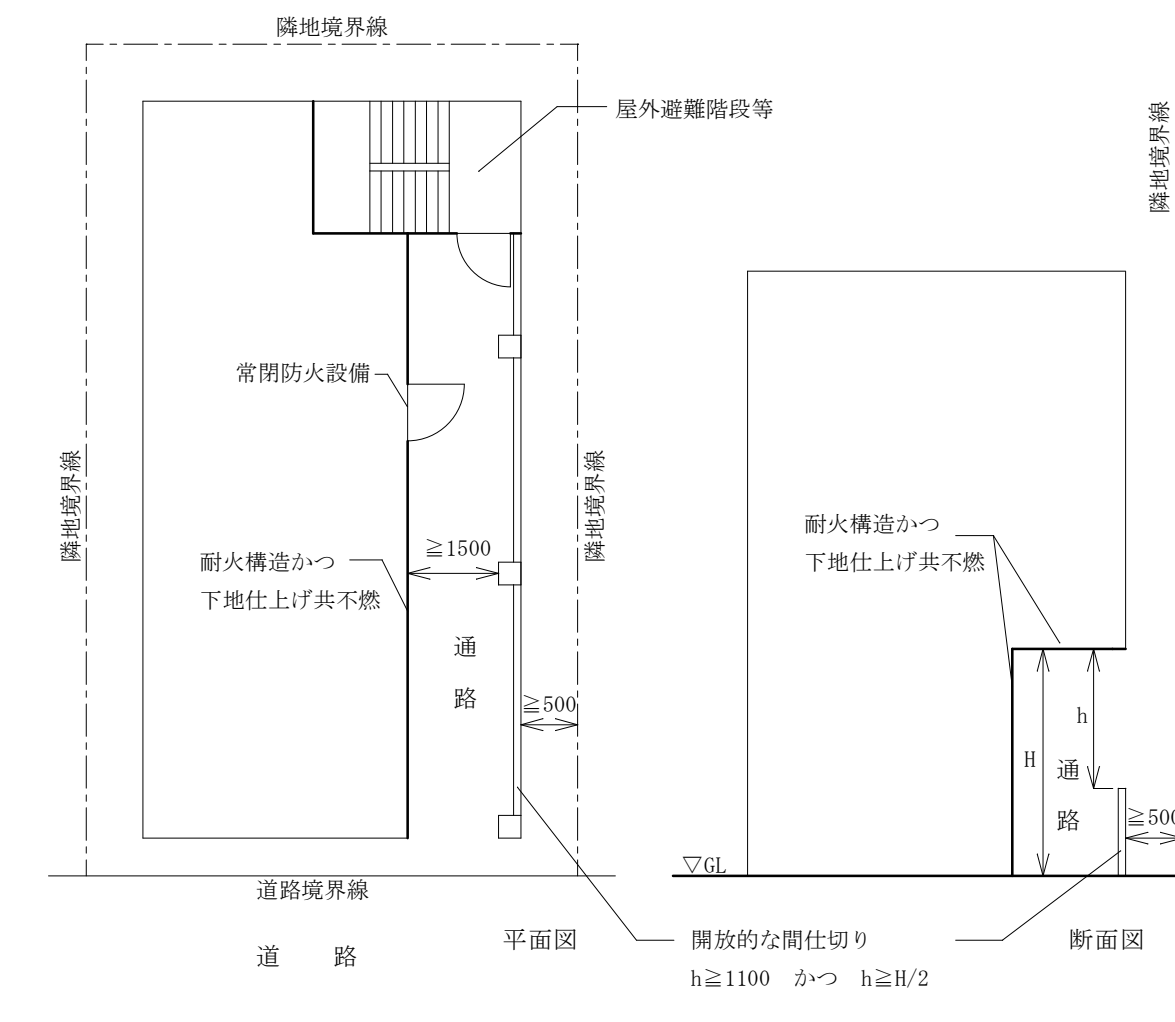 隣地境界線
屋外避難階段等
隣地境界線
常閉防火設備
隣地境界線
隣地境界線
耐火構造かつ
下地仕上げ共不燃
≧1500
通
路
≧500
耐火構造かつ
下地仕上げ共不燃
h
H
通
路
≧500
▽GL
道路境界線
道 路
平面図
開放的な間仕切り
h≧1100 かつ h≧H/2
断面図